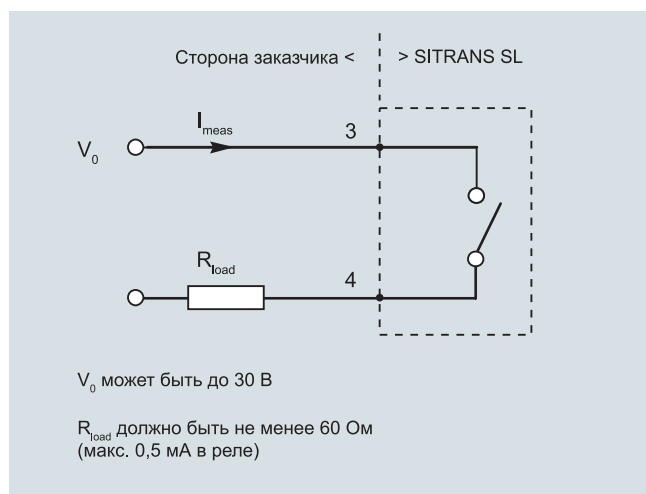 Сторона заказчика < > SITRANS SL
I meas 3
V0
Rload 4
V0 может быть до 30 В
Rload должно быть не менее 60 Ом
(макс. 0,5 мА в реле)